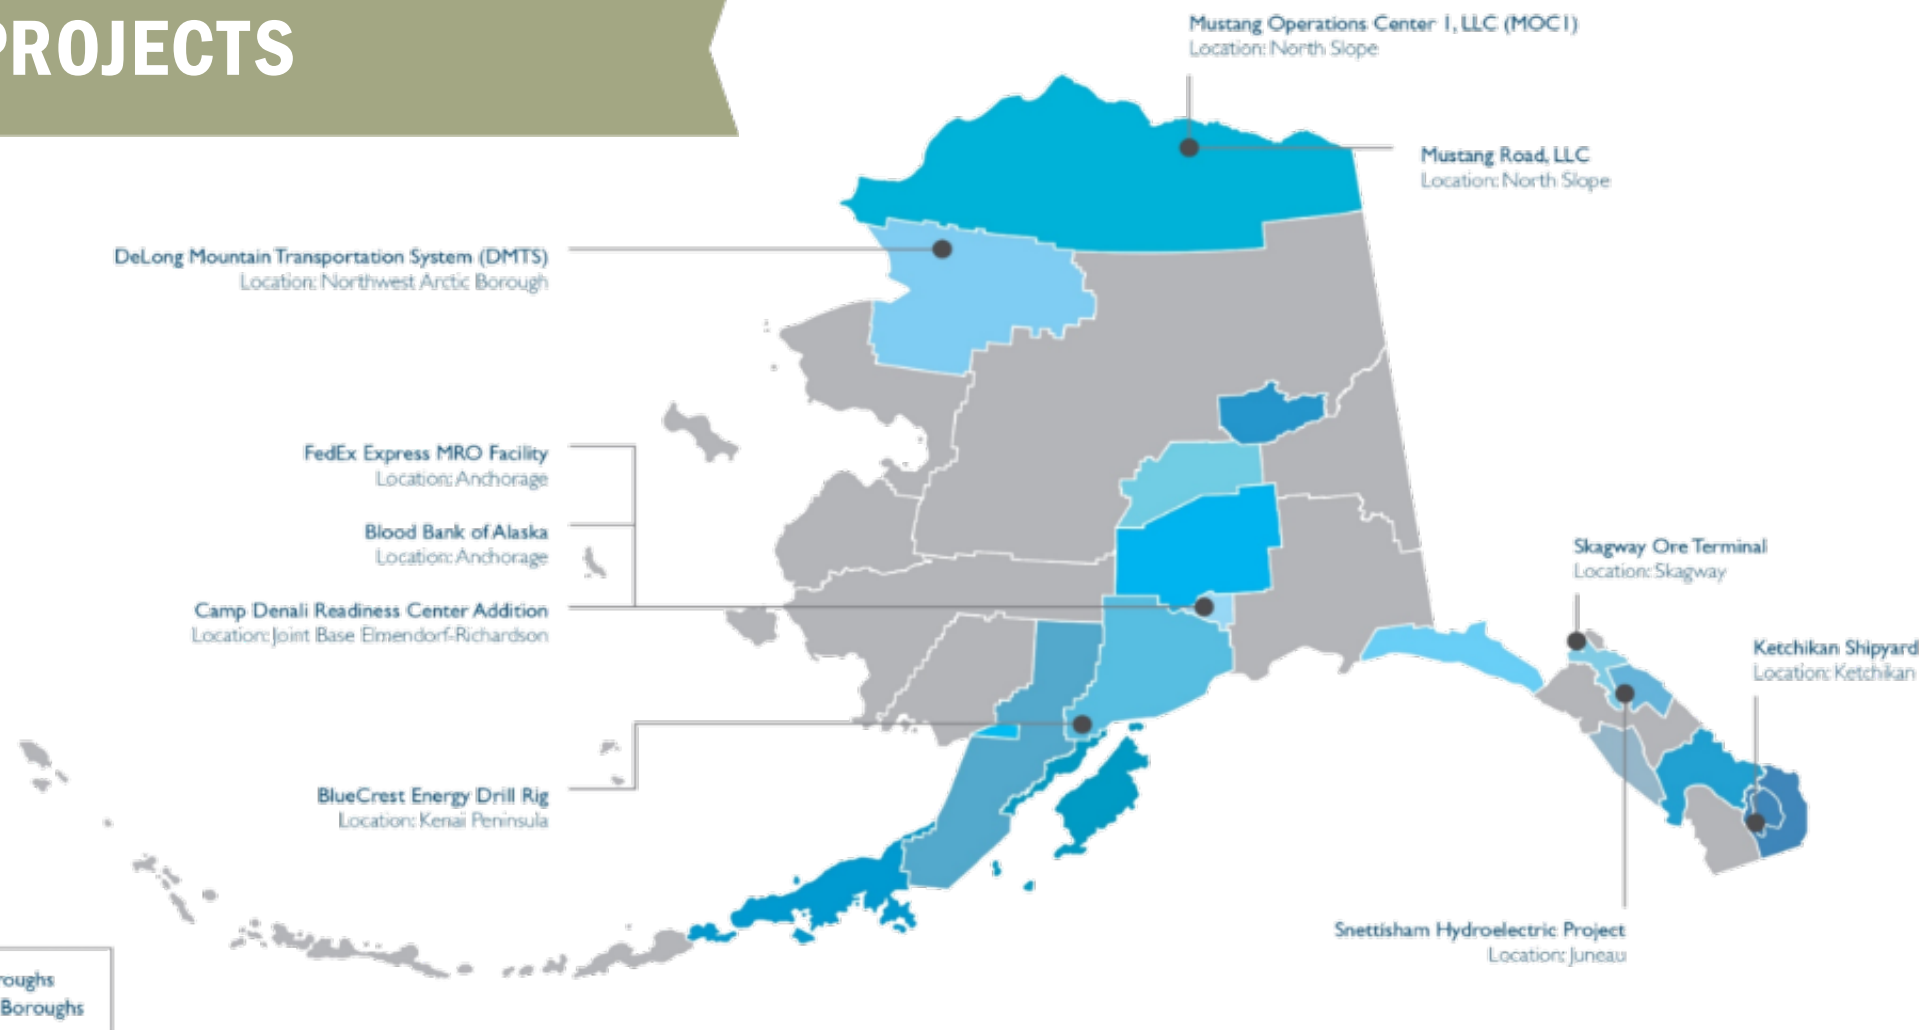 PROJECTS
Mustang Operations Center 1, LLC (MOC1)
Location: North Slope
Mustang Road, LLC
Location: North Slope
DeLong Mountain Transportation System (DMTS)
Location: Northwest Arctic Borough
FedEx Express MRO Facility
Location: Anchorage
Blood Bank of Alaska
Location: Anchorage
Camp Denali Readiness Center Addition
Location: Joint Base Elmendorf-Richardson
BlueCrest Energy Drill Rig
Location: Kenai Peninsula
Skagway Ore Terminal
Location: Skagway
Ketchikan Shipyard
Location: Ketchikan
Snettisham Hydroelectric Project
Location: Juneau
roughs
Boroughs